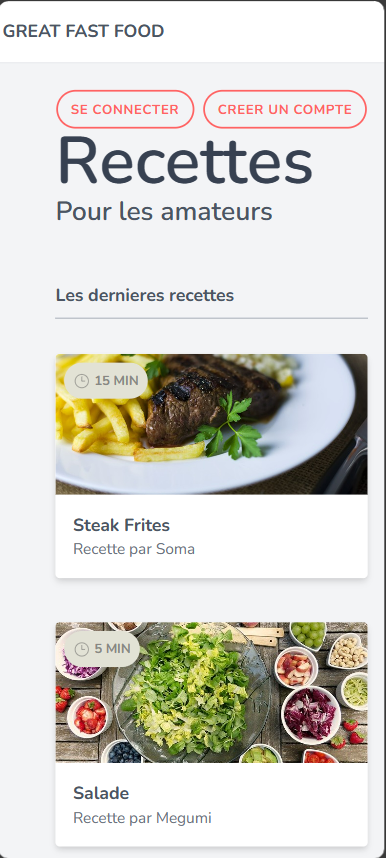 GREAT FAST FOOD
SE CONNECTER CREER UN COMPTE
Recettes
Pour les amateurs
Les dernieres recettes
15 MIN
Steak Frites
Recette par Soma
5 MIN
Salade
Recette par Megumi